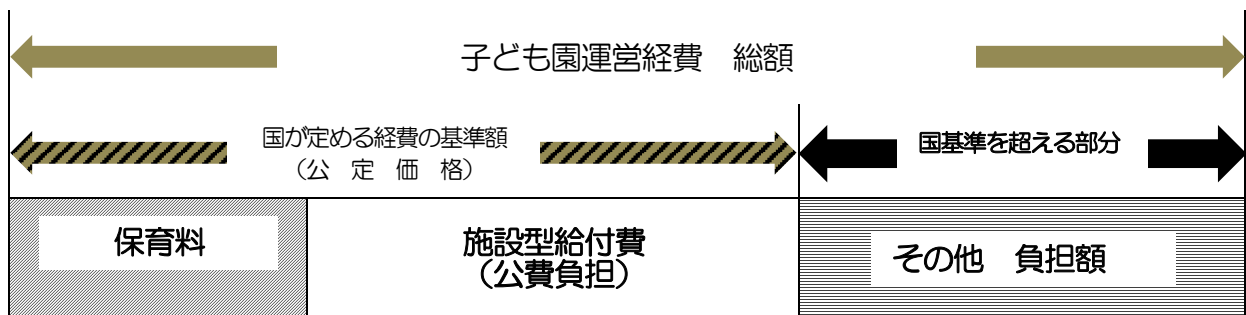 子ども園運営経費　総額
国が定める経費の基準額
（公　定　価　格）
国基準を超える部分
保育料
施設型給付費
（公費負担）
その他　負担額